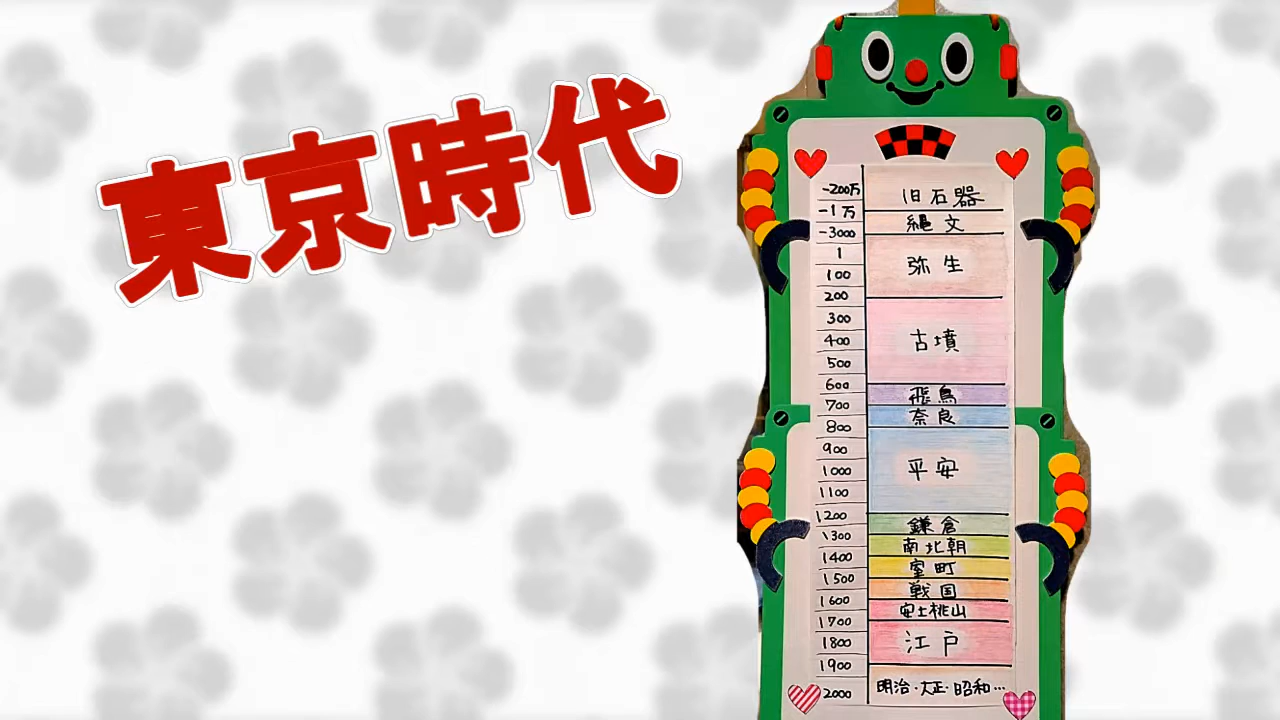 東京時代
-200万
-1万
-3000
1
100
200
300
400
500
600
700
800
900
1000
1100
1200
1300
1400
1500
1600
1700
1800
1900
2000
旧石器
縄文
弥生
古墳
飛鳥
奈良
平安
鎌倉
南北朝
室町
戦国
安土桃山
江戸
明治・大正・昭和…